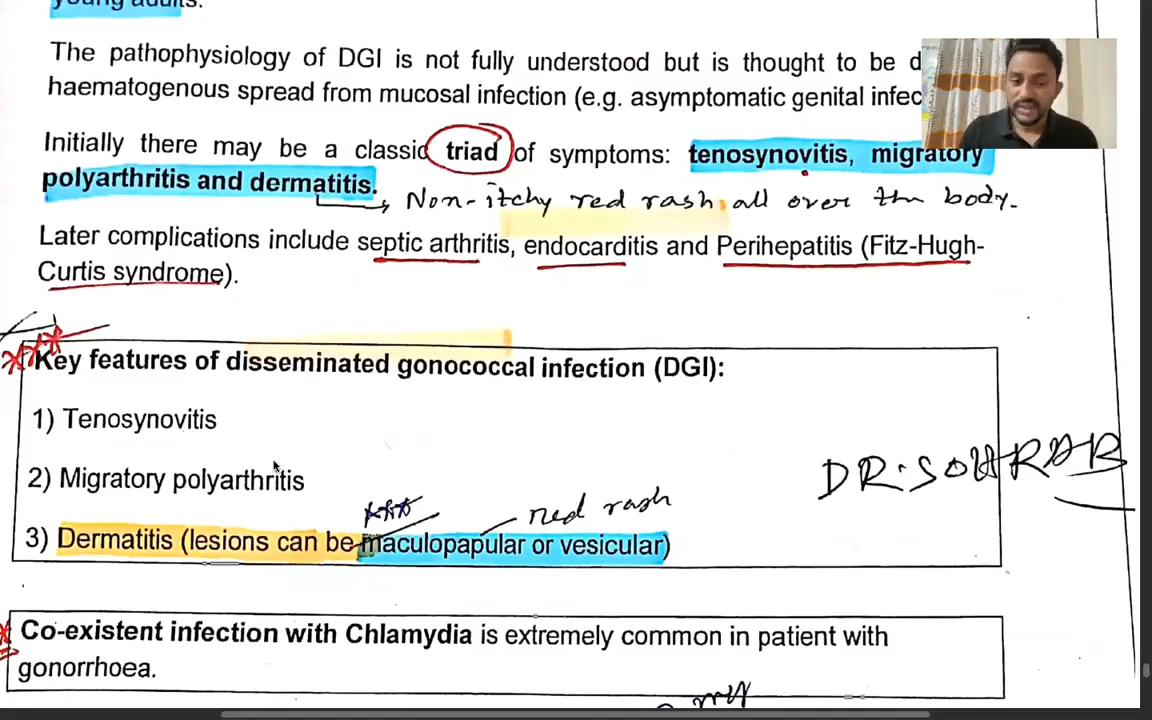 young adults.
The pathophysiology of DGI is not fully understood but is thought to be d
haematogenous spread from mucosal infection (e.g. asymptomatic genital infec
Initially there may be a classic triad of symptoms: tenosynovitis, migratory
polyarthritis and dermatitis.
Non-itchy red rash all over the body.
Later complications include septic arthritis, endocarditis and Perihepatitis (Fitz-Hugh-
Curtis syndrome).
Key features of disseminated gonococcal infection (DGI):
1) Tenosynovitis
2) Migratory polyarthritis
DR. SOHRAB
red rash
3) Dermatitis (lesions can be maculopapular or vesicular)
Co-existent infection with Chlamydia is extremely common in patient with
gonorrhoea.